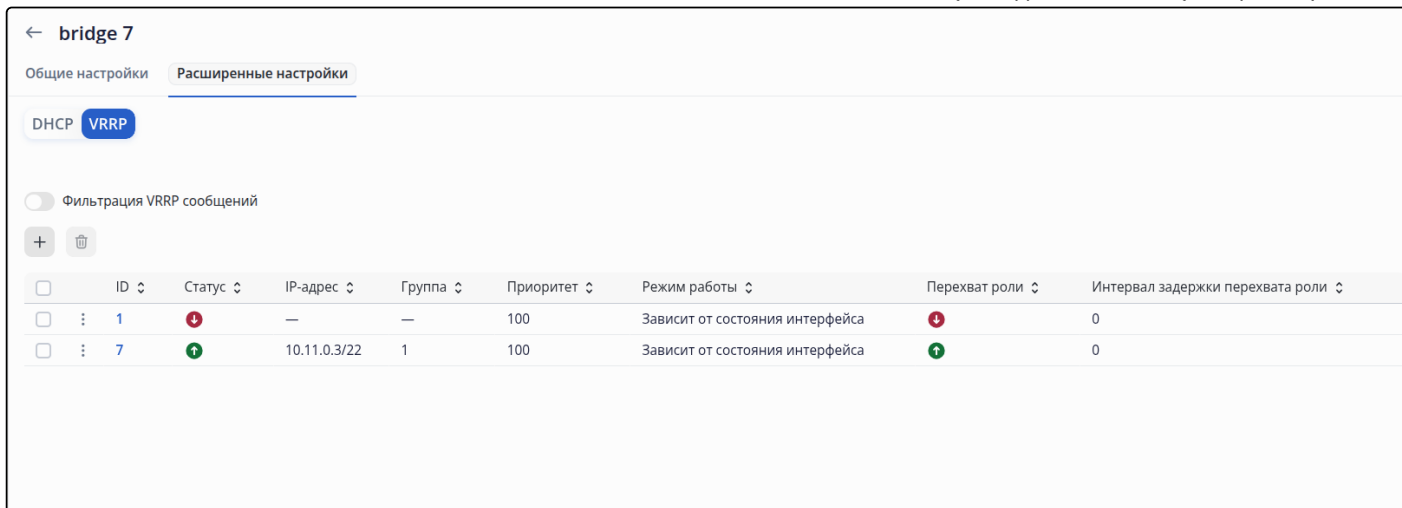 bridge 7
Общие настройки Расширенные настройки
DHCP VRRP
Фильтрация VRRP сообщений
ID Статус IP-адрес Группа Приоритет Режим работы Перехват роли Интервал задержки перехвата роли
1 — — 100 Зависит от состояния интерфейса 0
7 10.11.0.3/22 1 100 Зависит от состояния интерфейса 0